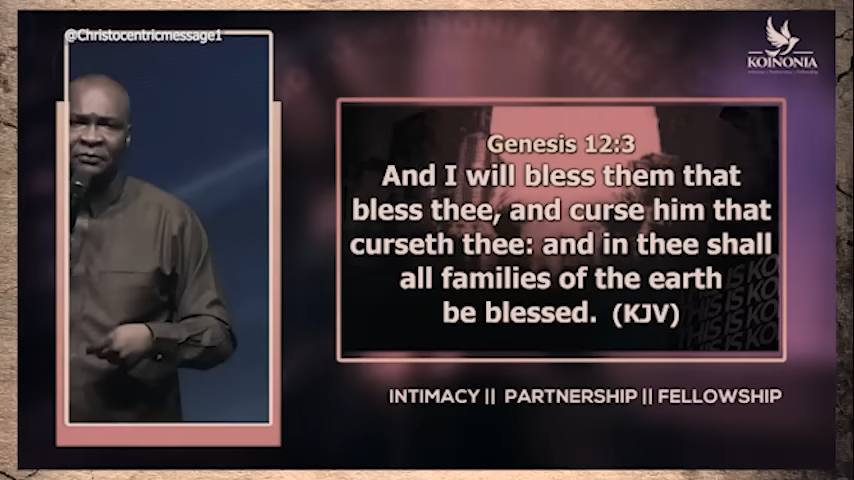 @Christocentricmessage1
KOINONIA
Genesis 12:3
And I will bless them that
bless thee, and curse him that
curseth thee: and in thee shall
all families of the earth
be blessed. (KJV)
INTIMACY || PARTNERSHIP || FELLOWSHIP